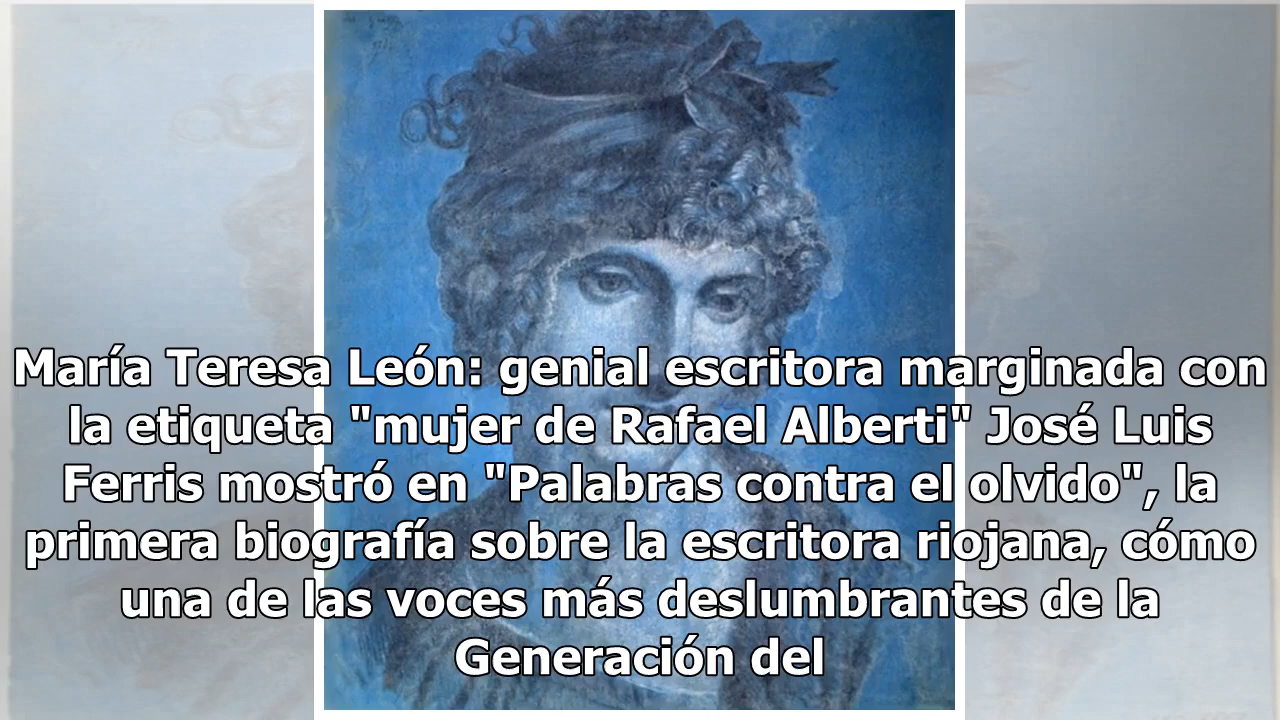 María Teresa León: genial escritora marginada con
la etiqueta "mujer de Rafael Alberti" José Luis
Ferris mostró en "Palabras contra el olvido", la
primera biografía sobre la escritora riojana, cómo
una de las voces más deslumbrantes de la
Generación del